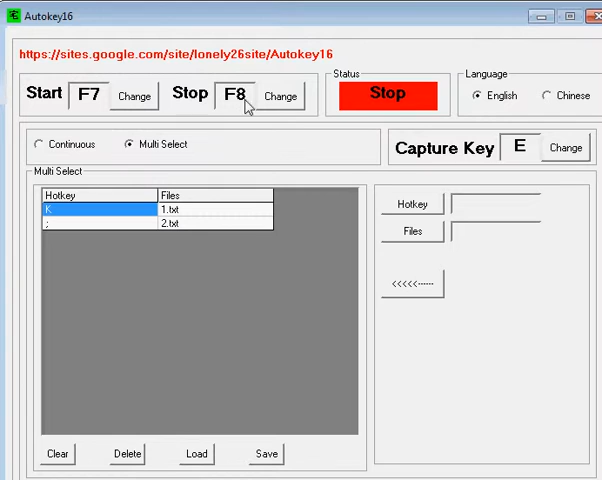 Autokey16
https://sites.google.com/site/lonely26site/Autokey16
Start F7 Change Stop F8 Change
Status
Stop
Language
English Chinese
Continuous Multi Select
Capture Key E Change
Multi Select
Hotkey Files
K 1.txt
; 2.txt
Hotkey
Files
<<<<<------
Clear Delete Load Save